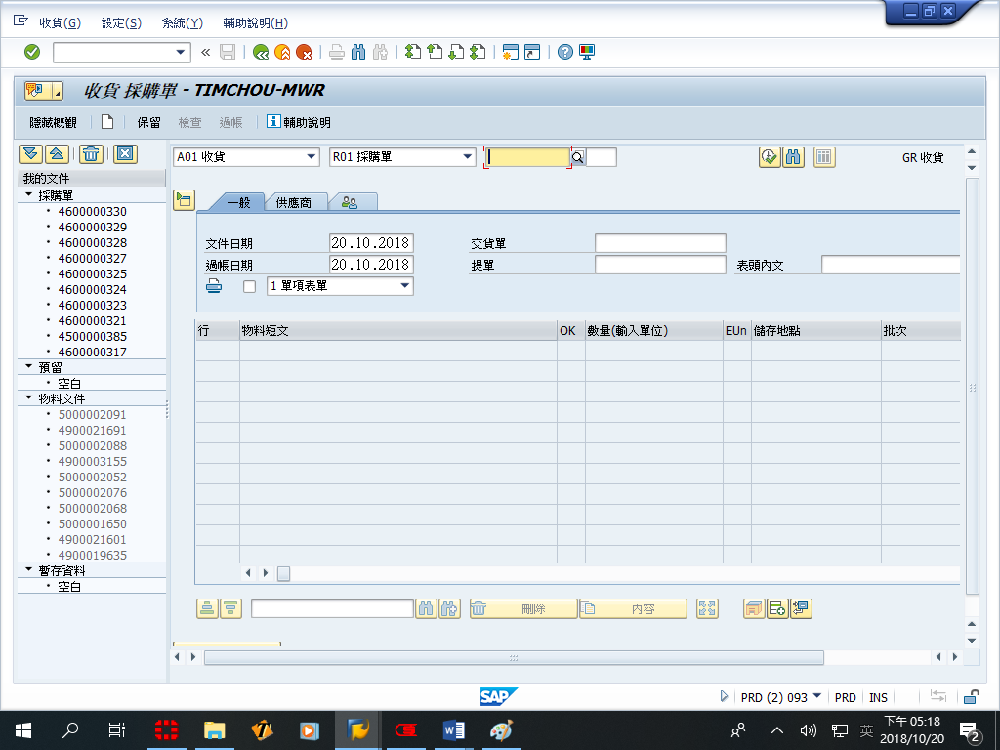 收貨(G) 設定(S) 系統(Y) 輔助說明(H)
收貨 採購單 - TIMCHOU-MWR
隱藏概觀 保留 檢查 過帳 輔助說明
A01 收貨 R01 採購單 GR 收貨
我的文件
採購單
4600000330
4600000329
4600000328
4600000327
4600000325
4600000324
4600000323
4600000321
4500000385
4600000317
預留
空白
物料文件
5000002091
4900021691
5000002088
4900003155
5000002052
5000002076
5000002068
5000001650
4900021601
4900019635
暫存資料
空白
一般 供應商
文件日期 20.10.2018 交貨單
過帳日期 20.10.2018 提單 表頭內文
1 單項表單
行 物料短文 OK 數量(輸入單位) EUn 儲存地點 批次
刪除 內容
SAP PRD (2) 093 PRD INS
英 下午 05:18
2018/10/20 2